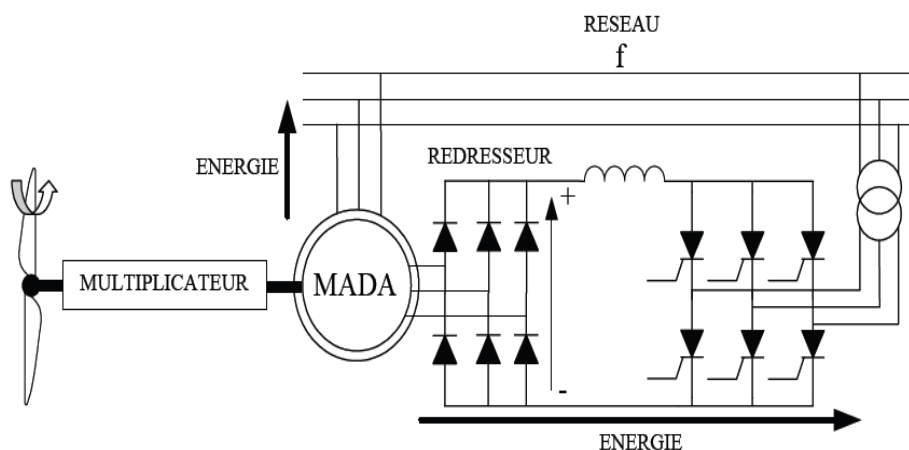 RESEAU
f
ENERGIE
REDRESSEUR
+
MULTIPLICATEUR
MADA
-
ENERGIE